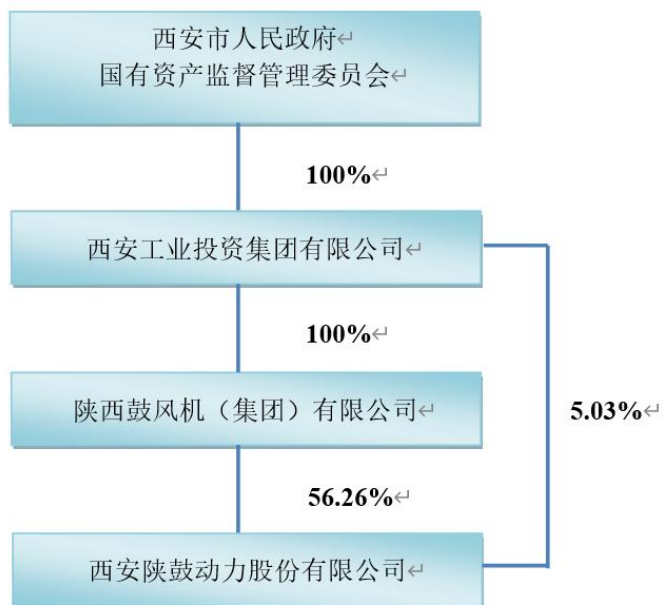 西安市人民政府↵
国有资产监督管理委员会↵
100%↵
西安工业投资集团有限公司↵
100%↵
陕西鼓风机（集团）有限公司↵
5.03%↵
56.26%↵
西安陕鼓动力股份有限公司↵